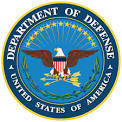 DEPARTMENT OF DEFENSE
UNITED STATES OF AMERICA